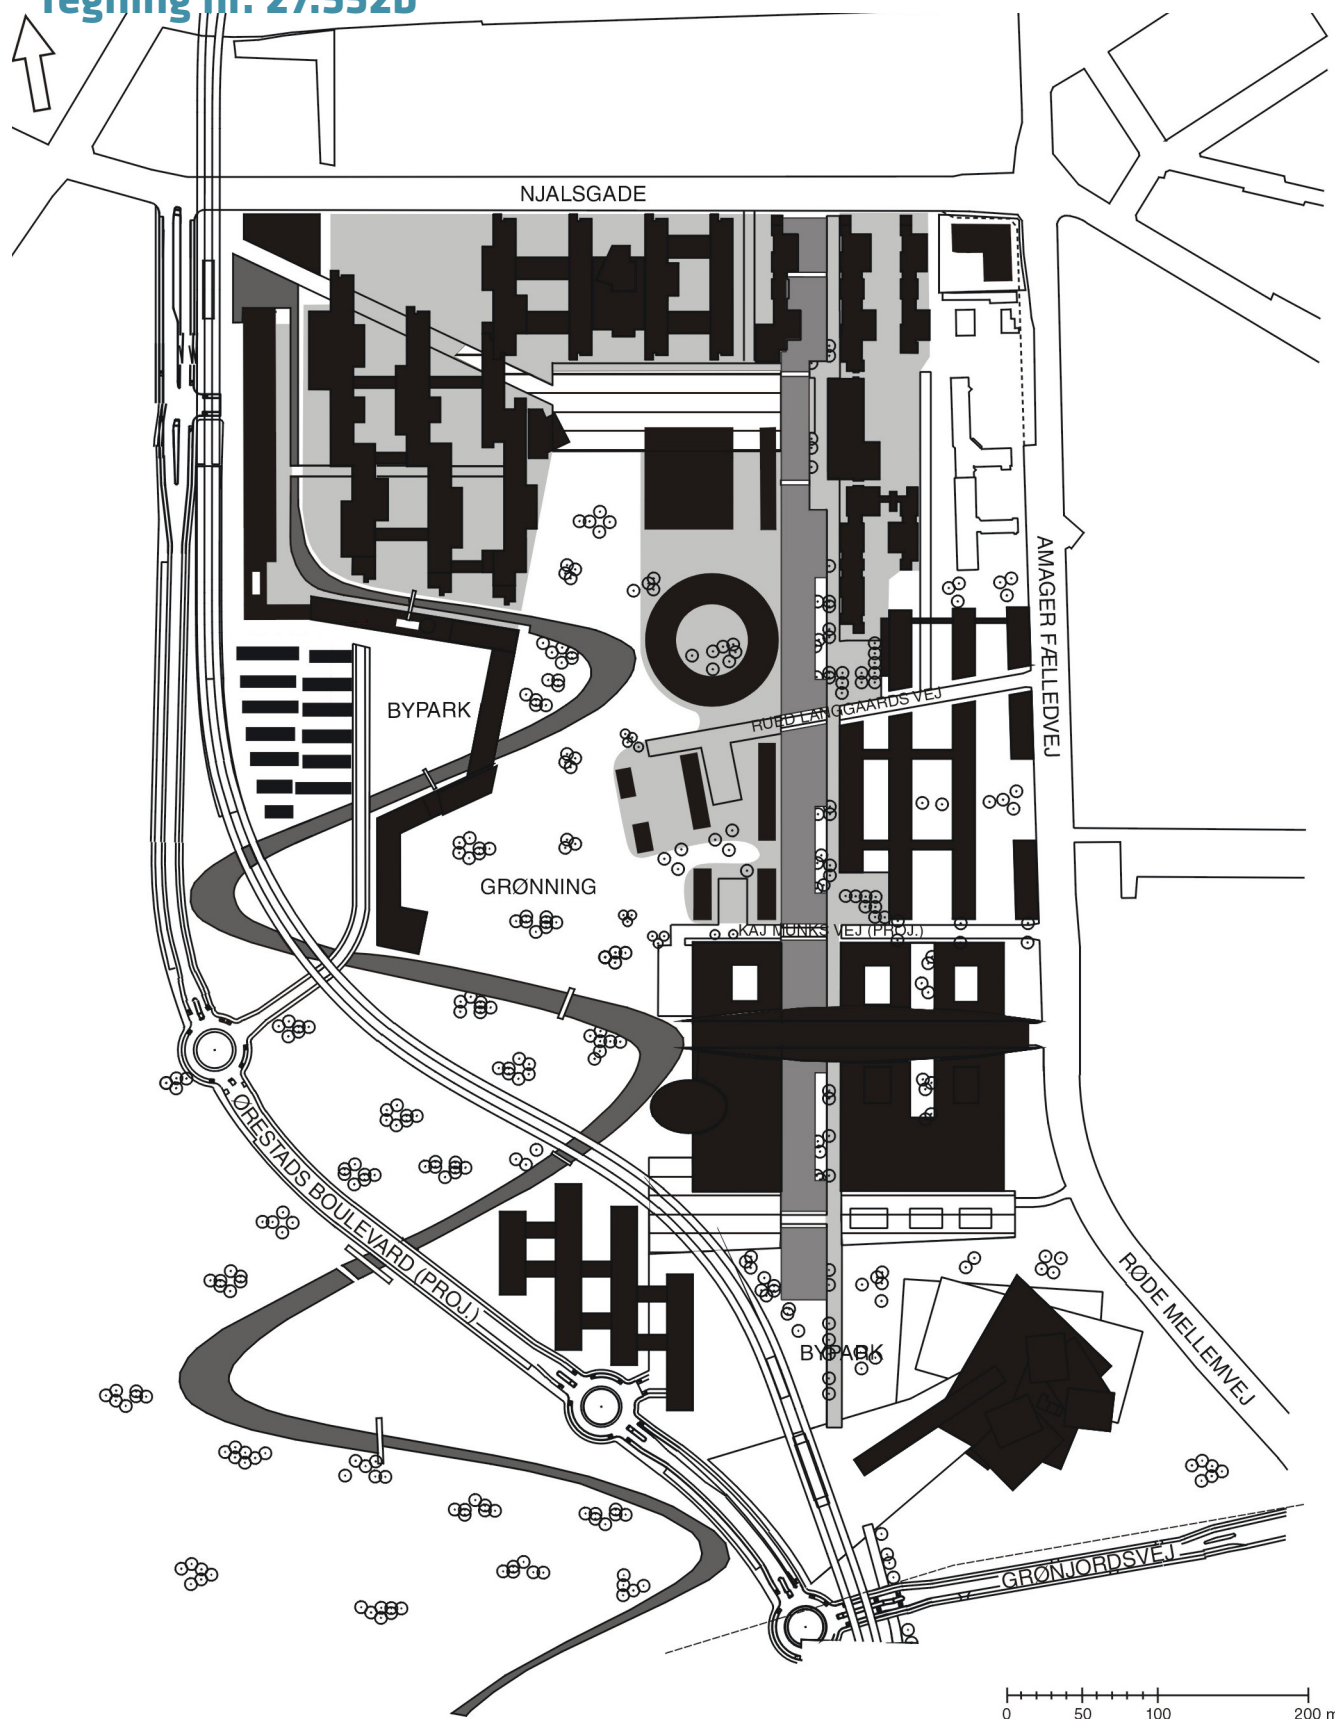 Tegning nr. 27.552b
NJALSGADE
AMAGER FÆLLEDVEJ
RUED LANGGAARDS VEJ
BYPARK
GRØNNING
KAJ MUNKS VEJ (PROJ.)
ØRESTADS BOULEVARD (PROJ.)
RØDE MELLEMVEJ
BYPARK
GRØNJORDSVEJ
0 50 100 200 m